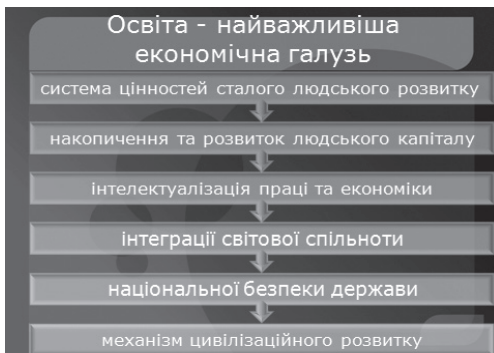 Освіта - найважливіша
економічна галузь
система цінностей сталого людського розвитку
накопичення та розвиток людського капіталу
інтелектуалізація праці та економіки
інтеграції світової спільноти
національної безпеки держави
механізм цивілізаційного розвитку